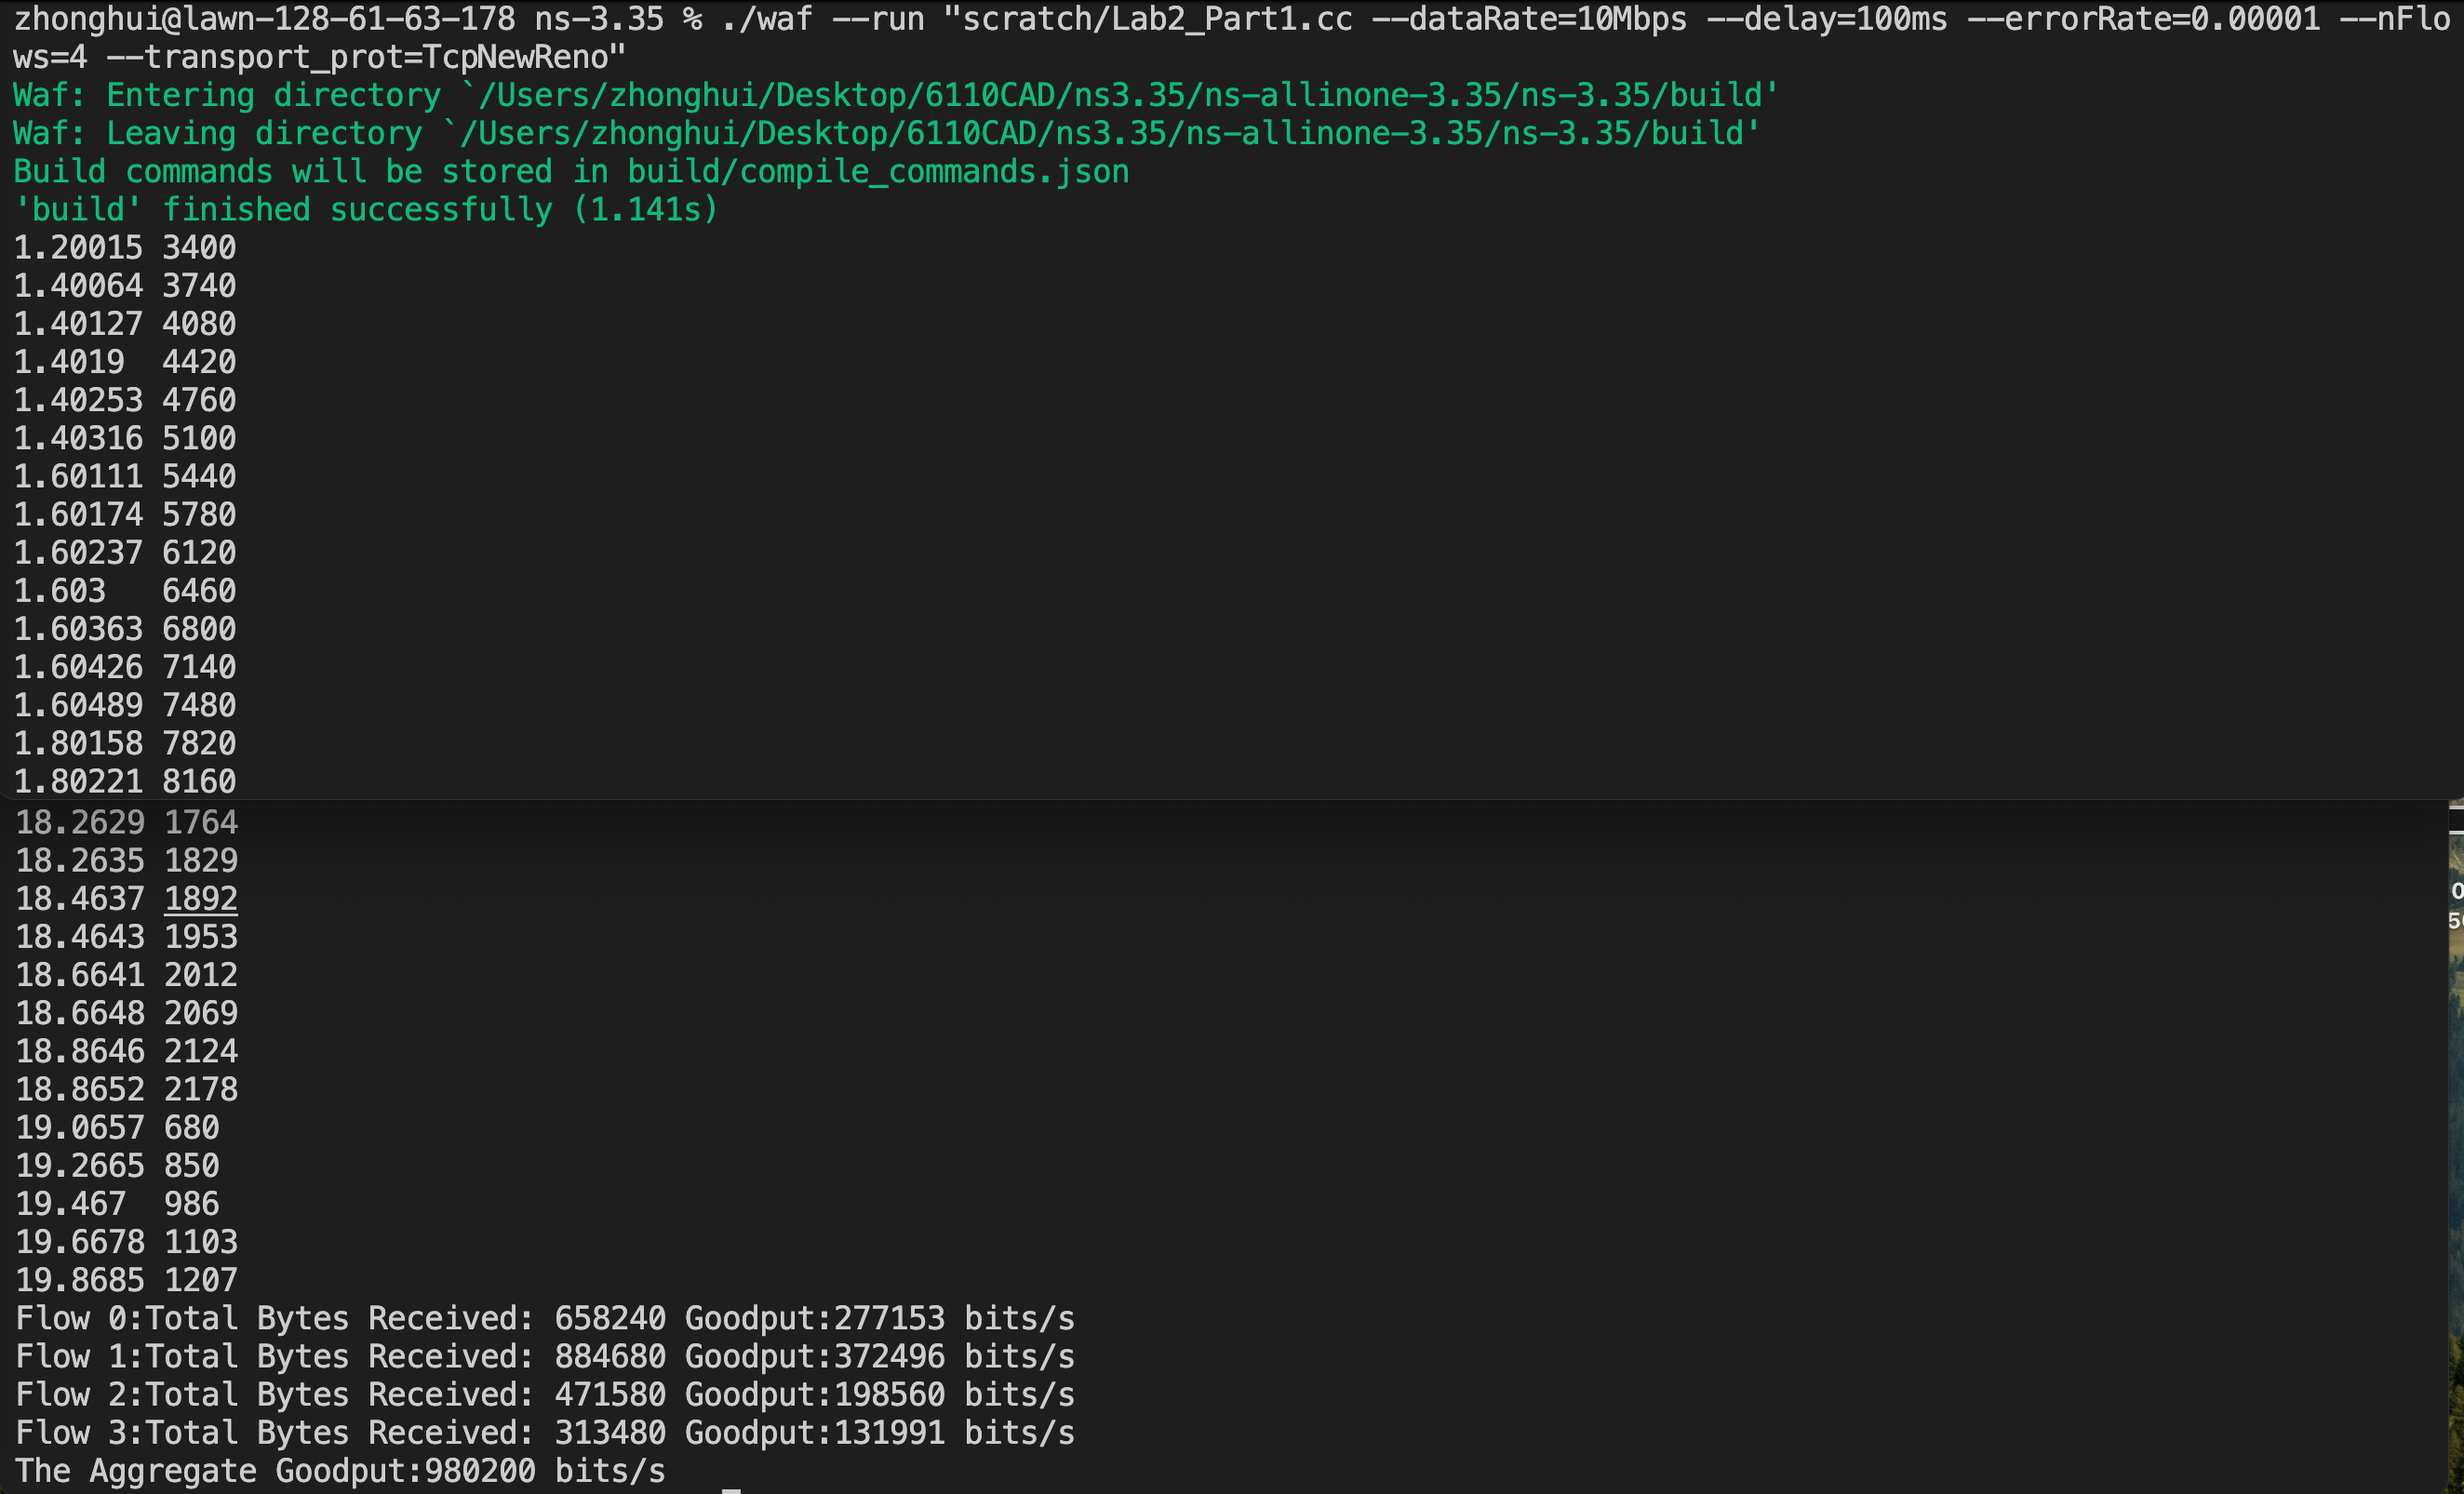 zhonghui@lawn-128-61-63-178 ns-3.35 % ./waf --run "scratch/Lab2_Part1.cc --dataRate=10Mbps --delay=100ms --errorRate=0.00001 --nFlo
ws=4 --transport_prot=TcpNewReno"
Waf: Entering directory `/Users/zhonghui/Desktop/6110CAD/ns3.35/ns-allinone-3.35/ns-3.35/build'
Waf: Leaving directory `/Users/zhonghui/Desktop/6110CAD/ns3.35/ns-allinone-3.35/ns-3.35/build'
Build commands will be stored in build/compile_commands.json
'build' finished successfully (1.141s)
1.20015 3400
1.40064 3740
1.40127 4080
1.4019  4420
1.40253 4760
1.40316 5100
1.60111 5440
1.60174 5780
1.60237 6120
1.603   6460
1.60363 6800
1.60426 7140
1.60489 7480
1.80158 7820
1.80221 8160
18.2629 1764
18.2635 1829
18.4637 1892
18.4643 1953
18.6641 2012
18.6648 2069
18.8646 2124
18.8652 2178
19.0657 680
19.2665 850
19.467  986
19.6678 1103
19.8685 1207
Flow 0:Total Bytes Received: 658240 Goodput:277153 bits/s
Flow 1:Total Bytes Received: 884680 Goodput:372496 bits/s
Flow 2:Total Bytes Received: 471580 Goodput:198560 bits/s
Flow 3:Total Bytes Received: 313480 Goodput:131991 bits/s
The Aggregate Goodput:980200 bits/s